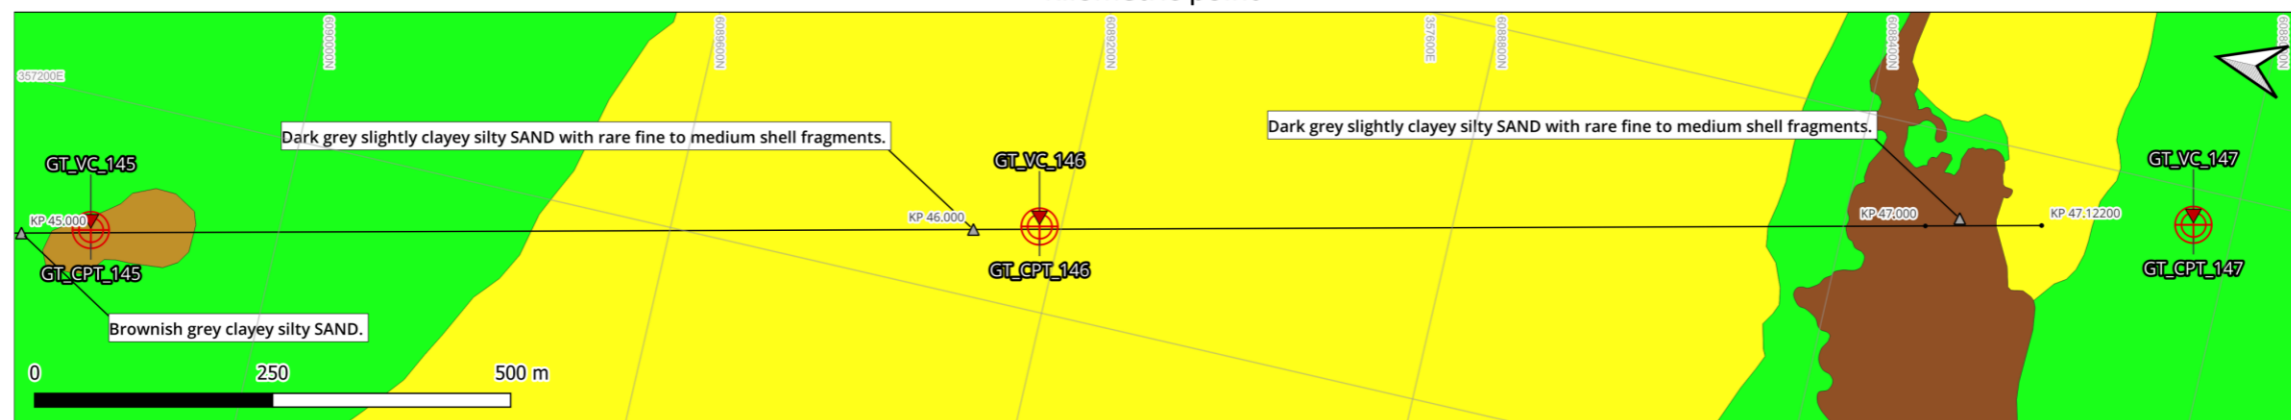 357200E
6090000N
6089600N
6089200N
357600E
6088800N
6088400N
Dark grey slightly clayey silty SAND with rare fine to medium shell fragments.
Dark grey slightly clayey silty SAND with rare fine to medium shell fragments.
GT_VC_145
GT_VC_146
GT_VC_147
KP 45.000
KP 46.000
KP 47.000
KP 47.12200
GT_CPT_145
GT_CPT_146
GT_CPT_147
Brownish grey clayey silty SAND.
0 250 500 m